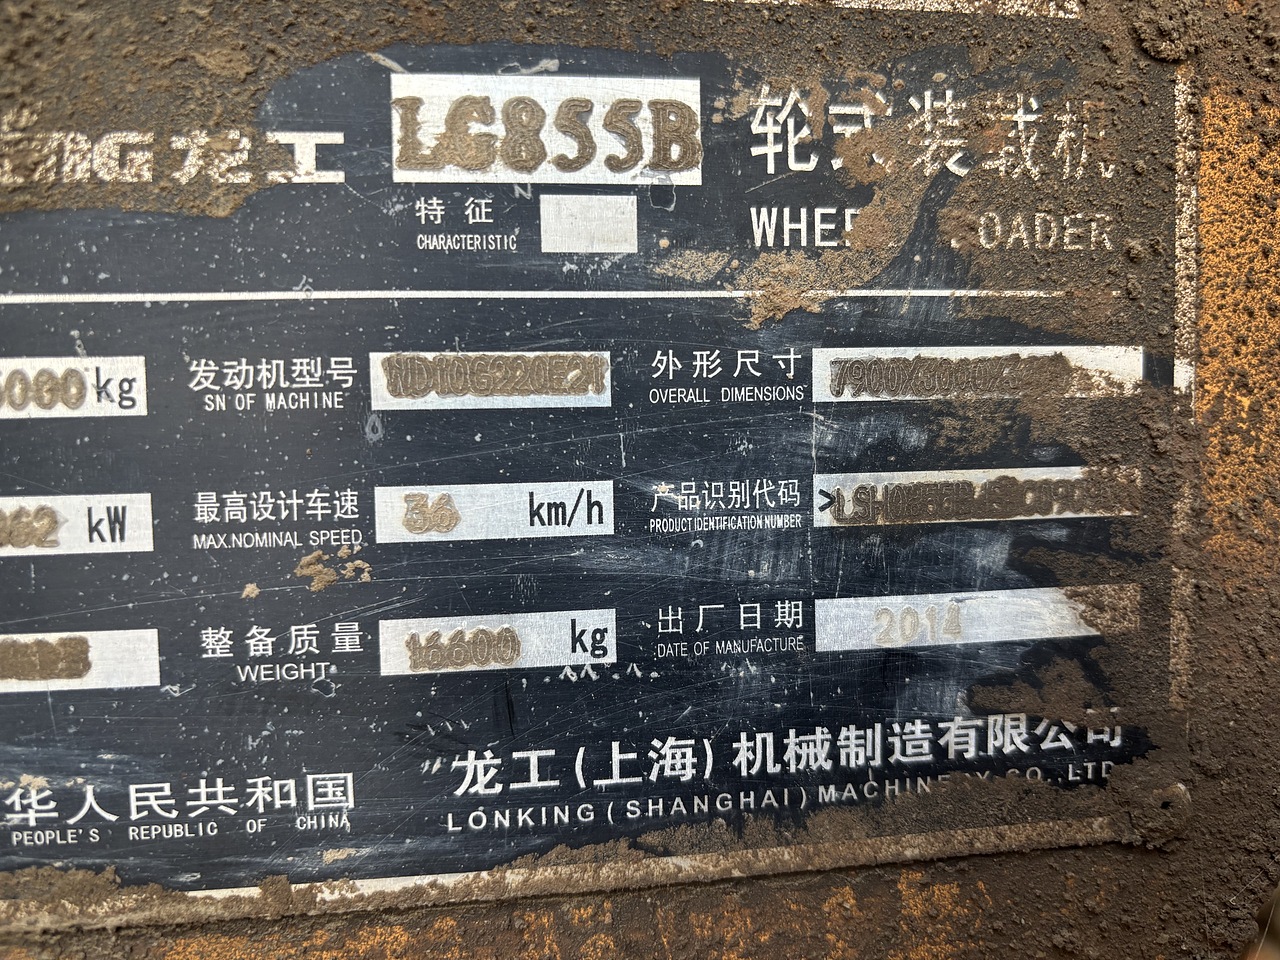 龙工 LG855B 轮式装载机
特征
CHARACTERISTIC
kg
发动机型号 WD10G220E21
SN OF MACHINE
外形尺寸
OVERALL DIMENSIONS
kW
最高设计车速 36 km/h
MAX.NOMINAL SPEED
产品识别代码
PRODUCT IDENTIFICATION NUMBER
整备质量 16600 kg
WEIGHT
出厂日期 2014
DATE OF MANUFACTURE
华人民共和国
PEOPLE'S REPUBLIC OF CHINA
龙工(上海)机械制造有限公司
LONKING(SHANGHAI)